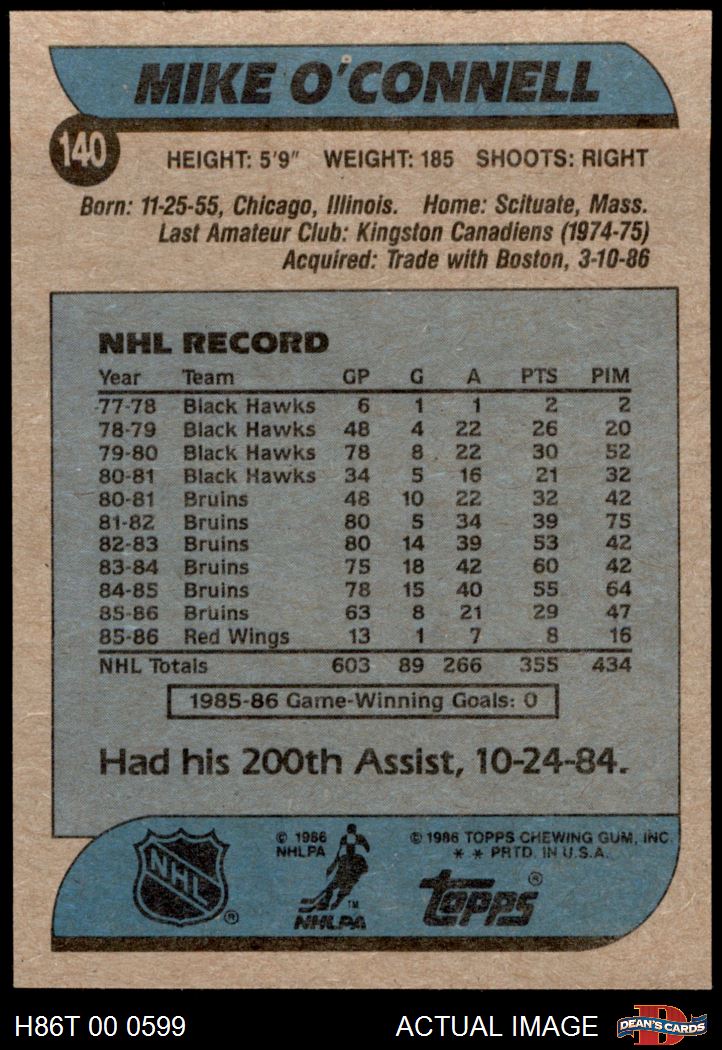 MIKE O'CONNELL
140
HEIGHT: 5'9" WEIGHT: 185 SHOOTS: RIGHT
Born: 11-25-55, Chicago, Illinois. Home: Scituate, Mass.
Last Amateur Club: Kingston Canadiens (1974-75)
Acquired: Trade with Boston, 3-10-86
NHL RECORD
Year Team GP G A PTS PIM
77-78 Black Hawks 6 1 1 2 2
78-79 Black Hawks 48 4 22 26 20
79-80 Black Hawks 78 8 22 30 52
80-81 Black Hawks 34 5 16 21 32
80-81 Bruins 48 10 22 32 42
81-82 Bruins 80 5 34 39 75
82-83 Bruins 80 14 39 53 42
83-84 Bruins 75 18 42 60 42
84-85 Bruins 78 15 40 55 64
85-86 Bruins 63 8 21 29 47
85-86 Red Wings 13 1 7 8 16
NHL Totals 603 89 266 355 434
1985-86 Game-Winning Goals: 0
Had his 200th Assist, 10-24-84.
NHL ®
© 1986
NHLPA
NHLPA ™
© 1986 TOPPS CHEWING GUM, INC.
* * PRTD. IN U.S.A.
Topps ®
H86T 00 0599 ACTUAL IMAGE
D
DEAN'S CARDS